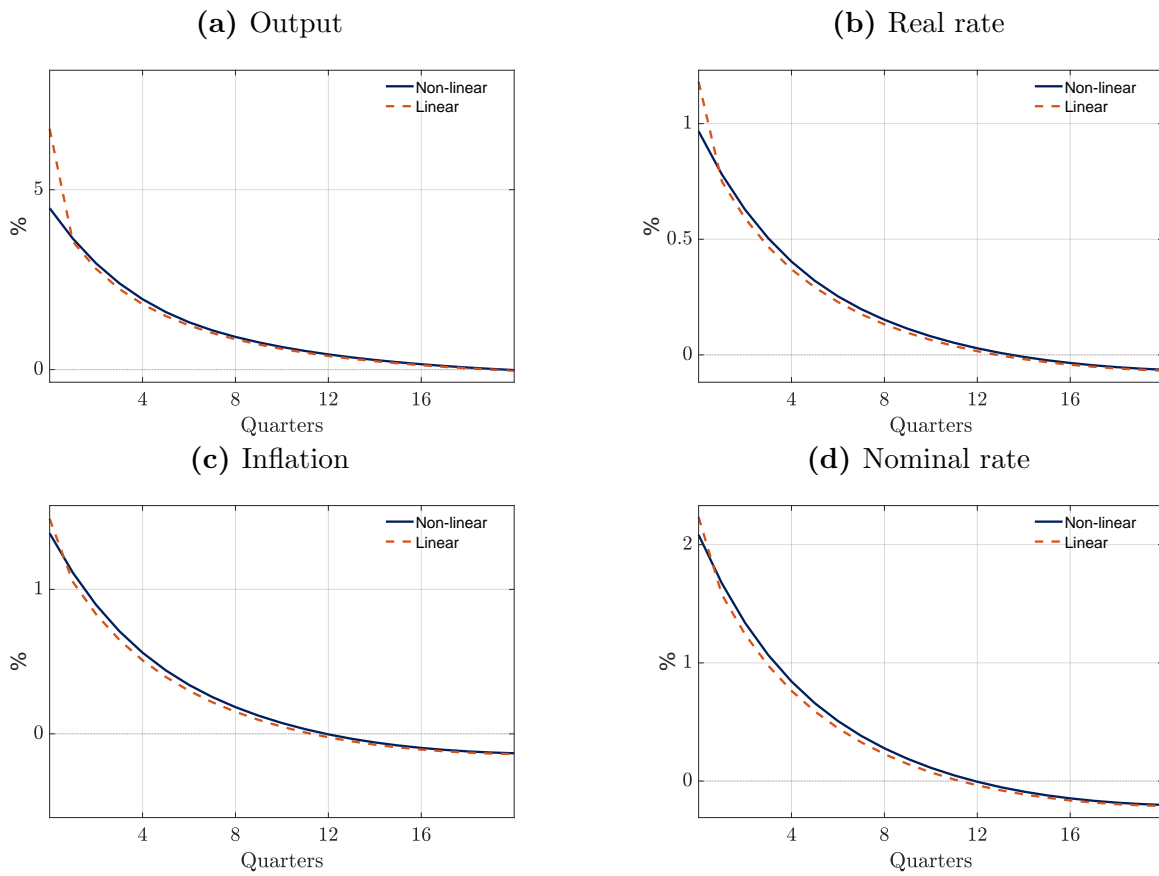 (a) Output
Non-linear
Linear
5
0
%
4 8 12 16
Quarters
(b) Real rate
Non-linear
Linear
1
0.5
0
%
4 8 12 16
Quarters
(c) Inflation
Non-linear
Linear
1
0
%
4 8 12 16
Quarters
(d) Nominal rate
Non-linear
Linear
2
1
0
%
4 8 12 16
Quarters